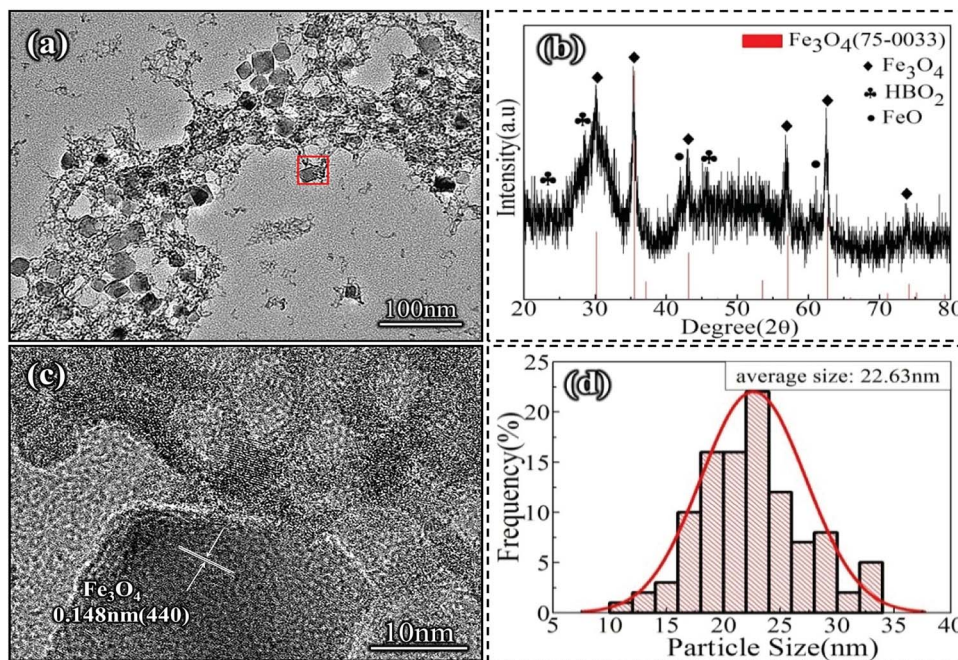 (a)
100nm
(b)
Fe₃O₄(75-0033)
◆ Fe₃O₄
♣ HBO₂
● FeO
Intensity(a.u)
20 30 40 50 60 70 80
Degree(2θ)
(c)
Fe₃O₄
0.148nm(440)
10nm
(d)
average size: 22.63nm
Frequency(%)
25
20
15
10
5
0
5 10 15 20 25 30 35 40
Particle Size(nm)